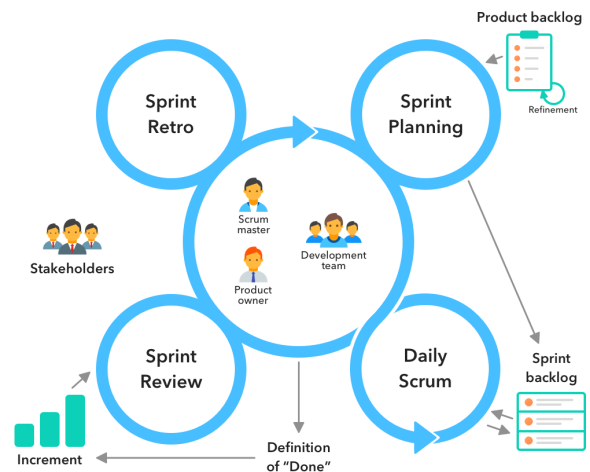 Product backlog
Refinement
Sprint
Retro
Sprint
Planning
Scrum
master
Development
team
Product
owner
Stakeholders
Sprint
Review
Daily
Scrum
Sprint
backlog
Increment
Definition
of “Done”